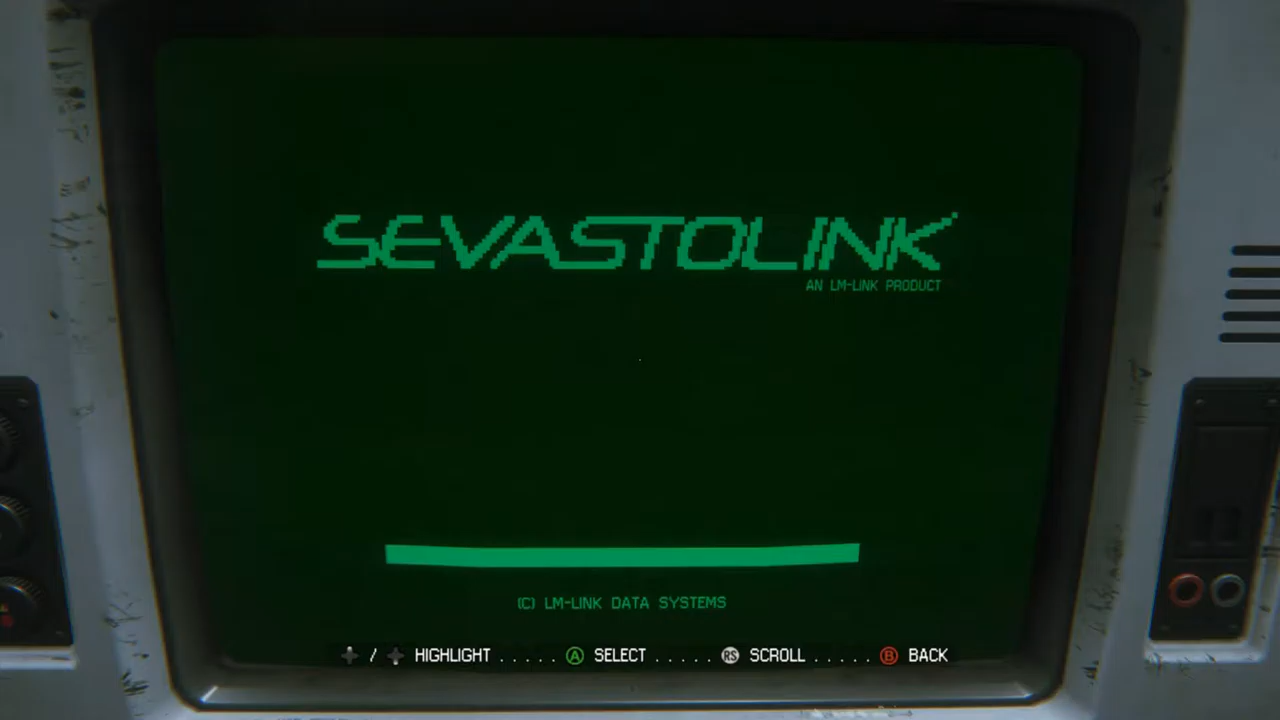 SEVASTOLINK
AN LM-LINK PRODUCT
(C) LM-LINK DATA SYSTEMS
/ HIGHLIGHT ..... A SELECT ..... RS SCROLL ...... B BACK